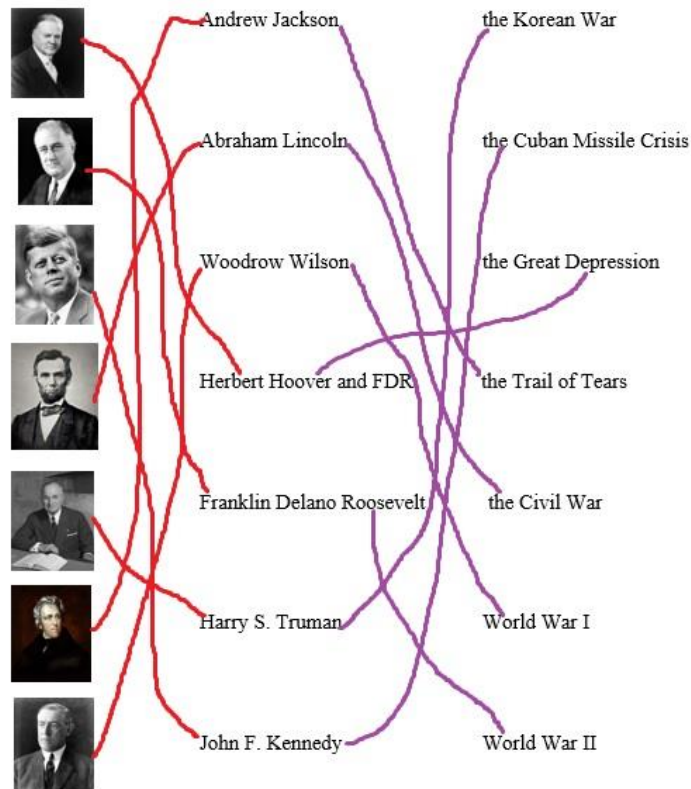 Andrew Jackson the Korean War
Abraham Lincoln the Cuban Missile Crisis
Woodrow Wilson the Great Depression
Herbert Hoover and FDR the Trail of Tears
Franklin Delano Roosevelt the Civil War
Harry S. Truman World War I
John F. Kennedy World War II